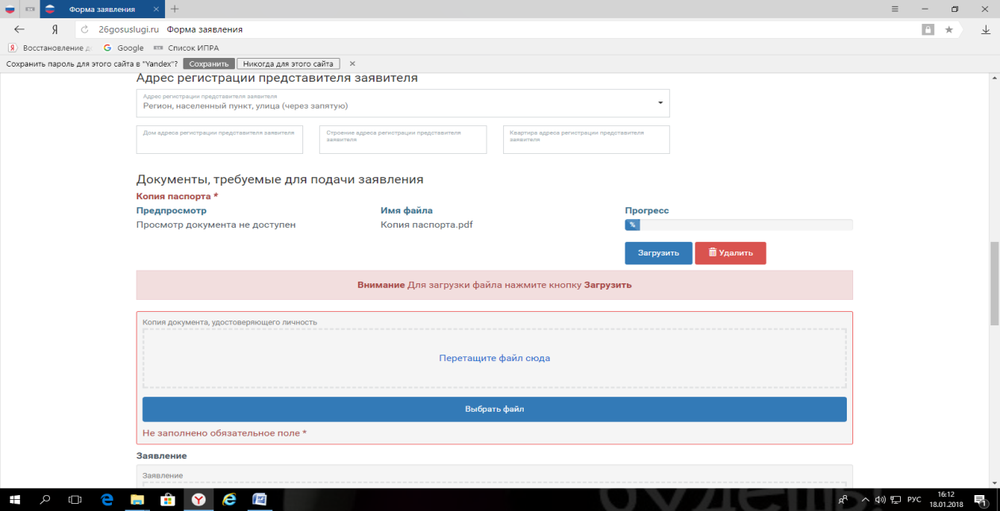 Форма заявления
Я 26gosuslugi.ru Форма заявления
Я Восстановление д G Google Список ИПРА
Сохранить пароль для этого сайта в "Yandex"? Сохранить Никогда для этого сайта
Адрес регистрации представителя заявителя
Адрес регистрации представителя заявителя
Регион, населенный пункт, улица (через запятую)
Дом адреса регистрации представителя заявителя
Строение адреса регистрации представителя
заявителя
Квартира адреса регистрации представителя
заявителя
Документы, требуемые для подачи заявления
Копия паспорта *
Предпросмотр Имя файла Прогресс
Просмотр документа не доступен Копия паспорта.pdf %
Загрузить Удалить
Внимание Для загрузки файла нажмите кнопку Загрузить
Копия документа, удостоверяющего личность
Перетащите файл сюда
Выбрать файл
Не заполнено обязательное поле *
Заявление
Заявление
РУС 16:12
18.01.2018